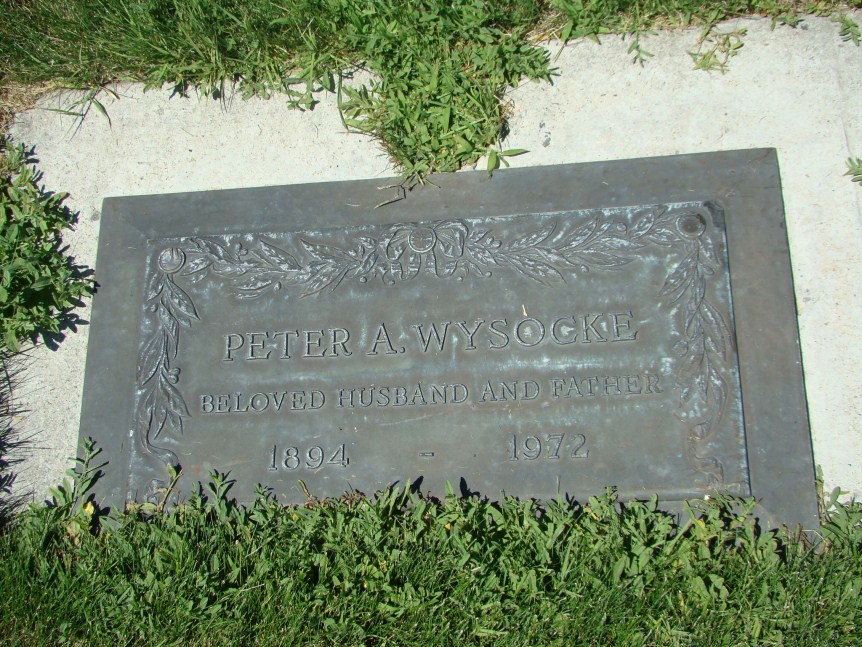 PETER A. WYSOCKE
BELOVED HUSBAND AND FATHER
1894 - 1972